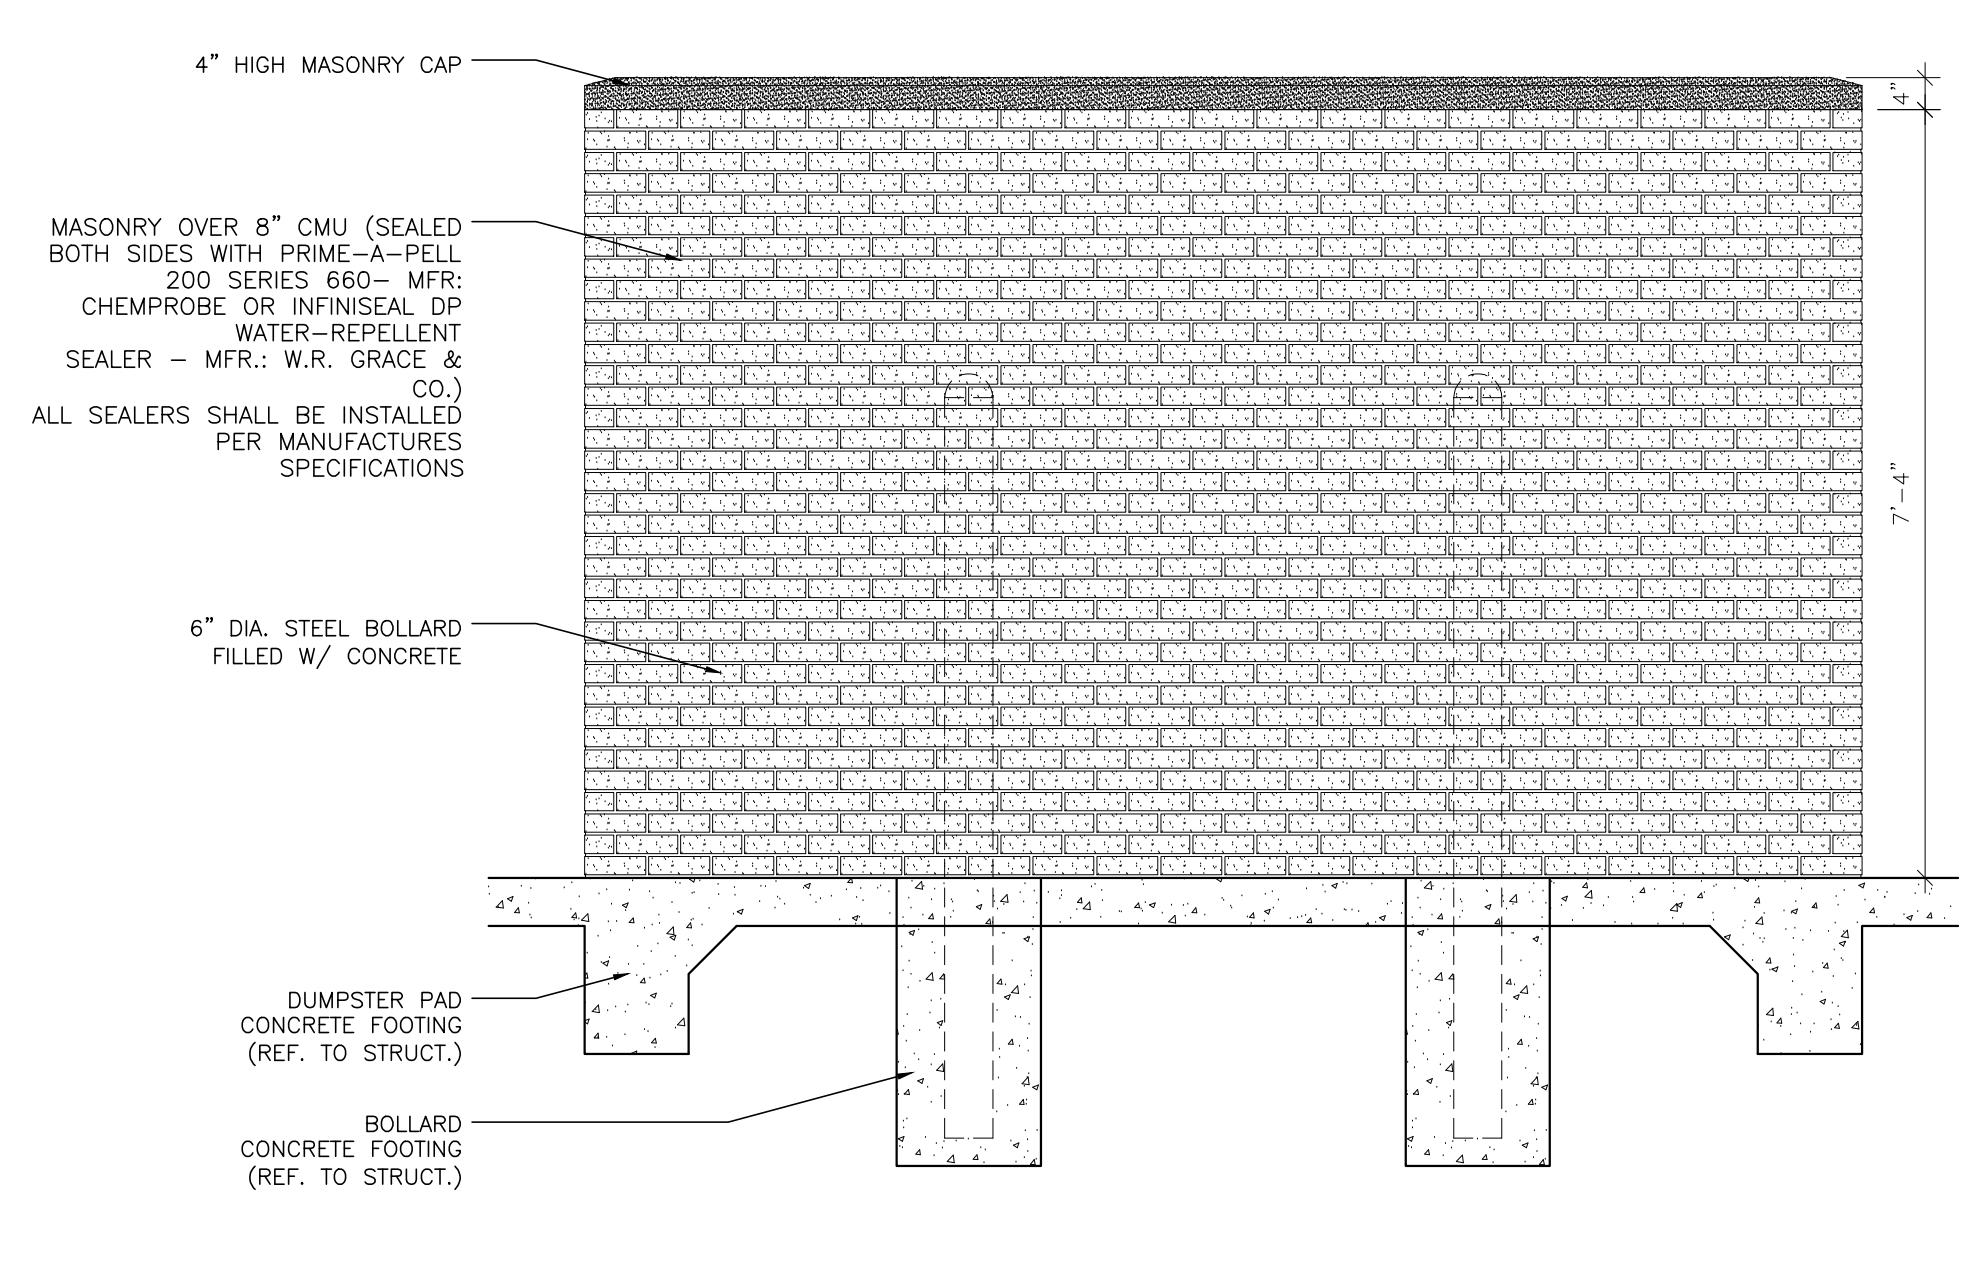 4” HIGH MASONRY CAP
4”
MASONRY OVER 8” CMU (SEALED
BOTH SIDES WITH PRIME-A-PELL
200 SERIES 660- MFR:
CHEMPROBE OR INFINISEAL DP
WATER-REPELLENT
SEALER - MFR.: W.R. GRACE &
CO.)
ALL SEALERS SHALL BE INSTALLED
PER MANUFACTURES
SPECIFICATIONS
7’-4”
6” DIA. STEEL BOLLARD
FILLED W/ CONCRETE
DUMPSTER PAD
CONCRETE FOOTING
(REF. TO STRUCT.)
BOLLARD
CONCRETE FOOTING
(REF. TO STRUCT.)